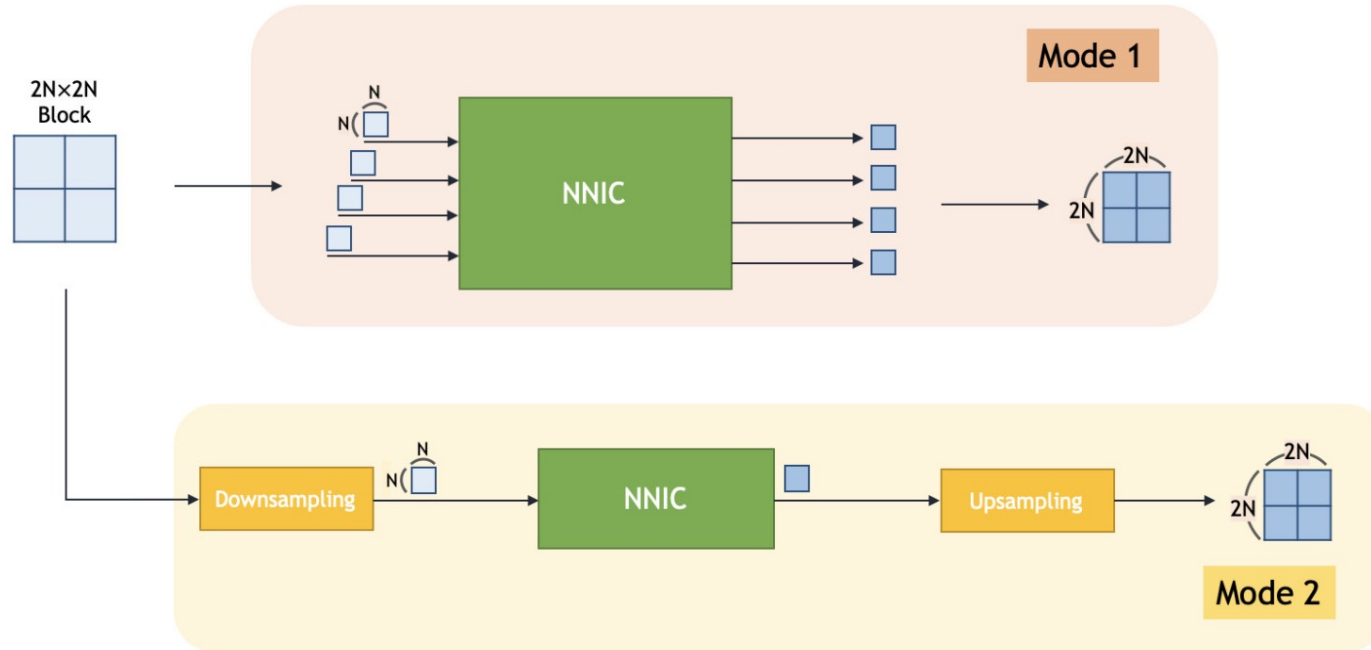 Mode 1
2N×2N
Block
N
N
NNIC
2N
2N
N
N
Downsampling
NNIC
Upsampling
2N
2N
Mode 2